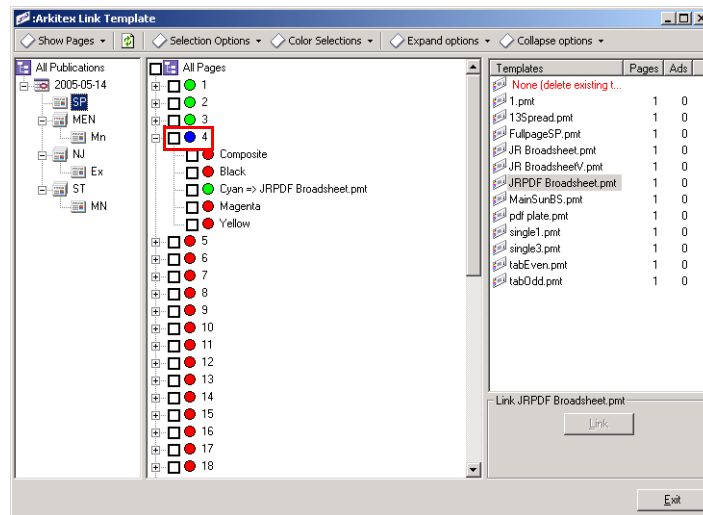 :Arkitex Link Template
Show Pages Selection Options Color Selections Expand options Collapse options
All Publications
2005-05-14
SP
MEN
Mn
NJ
Ex
ST
MN
All Pages
1
2
3
4
Composite
Black
Cyan => JRPDF Broadsheet.pmt
Magenta
Yellow
5
6
7
8
9
10
11
12
13
14
15
16
17
18
Templates Pages Ads
None (delete existing t...
1.pmt 1 0
13Spread.pmt 1 0
FullpageSP.pmt 1 0
JR Broadsheet.pmt 1 0
JR BroadsheetV.pmt 1 0
JRPDF Broadsheet.pmt 1 0
MainSunBS.pmt 1 0
pdf plate.pmt 1 0
single1.pmt 1 0
single3.pmt 1 0
tabEven.pmt 1 0
tabOdd.pmt 1 0
Link JRPDF Broadsheet.pmt
Link
Exit